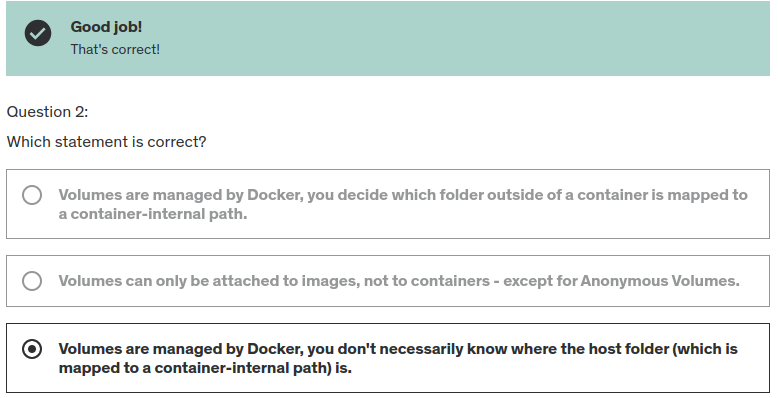 Good job!
That's correct!
Question 2:
Which statement is correct?
Volumes are managed by Docker, you decide which folder outside of a container is mapped to
a container-internal path.
Volumes can only be attached to images, not to containers - except for Anonymous Volumes.
Volumes are managed by Docker, you don't necessarily know where the host folder (which is
mapped to a container-internal path) is.